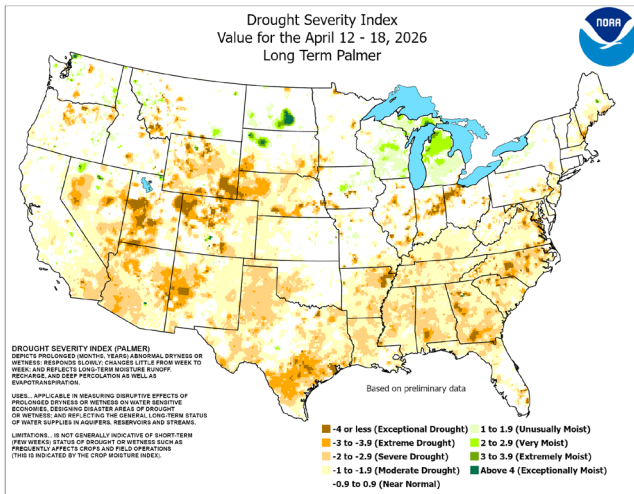 Drought Severity Index
Value for the April 12 - 18, 2026
Long Term Palmer
NOAA
DROUGHT SEVERITY INDEX (PALMER)
DEPICTS PROLONGED (MONTHS, YEARS) ABNORMAL DRYNESS OR
WETNESS: RESPONDS SLOWLY; CHANGES LITTLE FROM WEEK TO
WEEK; AND REFLECTS LONG-TERM MOISTURE RUNOFF,
RECHARGE, AND DEEP PERCOLATION AS WELL AS
EVAPOTRANSPIRATION.
USES... APPLICABLE IN MEASURING DISRUPTIVE EFFECTS OF
PROLONGED DRYNESS OR WETNESS ON WATER SENSITIVE
ECONOMIES, DESIGNING DISASTER AREAS OF DROUGHT
OR WETNESS; AND REFLECTING THE GENERAL LONG-TERM STATUS
OF WATER SUPPLIES IN AQUIFERS, RESERVOIRS AND STREAMS.
LIMITATIONS... IS NOT GENERALLY INDICATIVE OF SHORT-TERM
(FEW WEEKS) STATUS OF DROUGHT OR WETNESS SUCH AS
FREQUENTLY AFFECTS CROPS AND FIELD OPERATIONS
(THIS IS INDICATED BY THE CROP MOISTURE INDEX).
Based on preliminary data
-4 or less (Exceptional Drought)
-3 to -3.9 (Extreme Drought)
-2 to -2.9 (Severe Drought)
-1 to -1.9 (Moderate Drought)
-0.9 to 0.9 (Near Normal)
1 to 1.9 (Unusually Moist)
2 to 2.9 (Very Moist)
3 to 3.9 (Extremely Moist)
Above 4 (Exceptionally Moist)